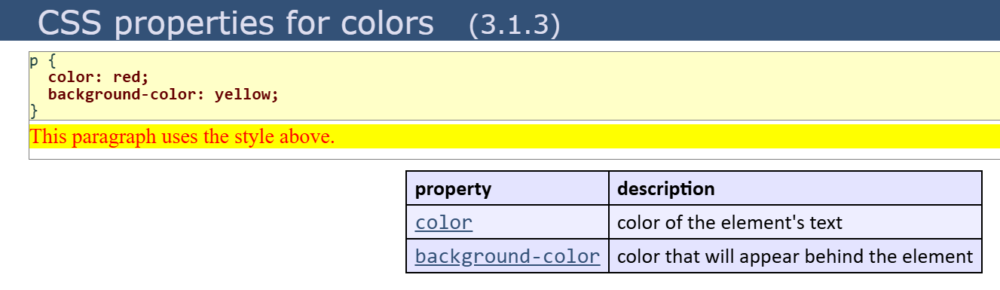 CSS properties for colors (3.1.3)
p {
  color: red;
  background-color: yellow;
}
This paragraph uses the style above.
property description
color color of the element's text
background-color color that will appear behind the element